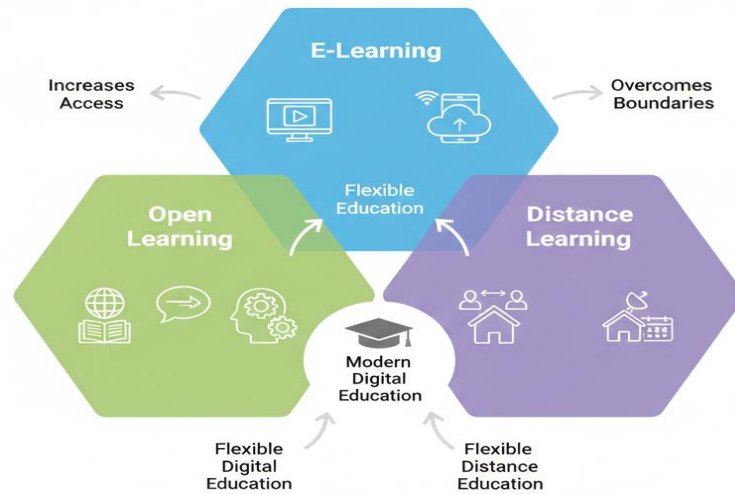 E-Learning
Increases
Access
Overcomes
Boundaries
Flexible
Education
Open
Learning
Distance
Learning
Modern
Digital
Education
Flexible
Digital
Education
Flexible
Distance
Education